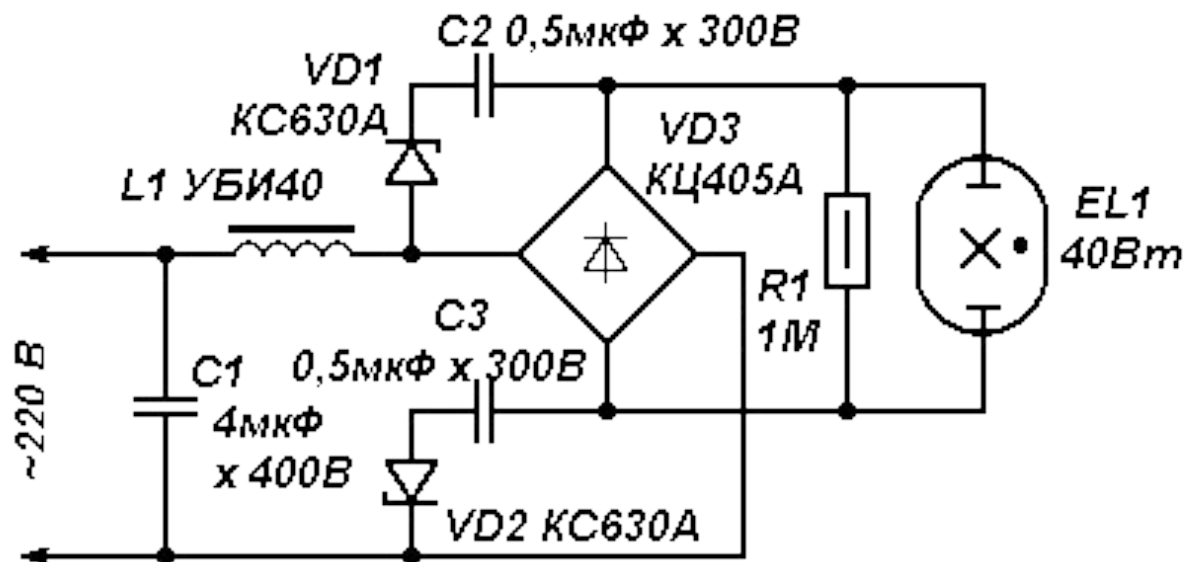 C2 0,5мкФ x 300В
VD1
КС630А
VD3
КЦ405А
L1 УБИ40
EL1
40Вт
R1
1М
C3
0,5мкФ x 300В
~220 В
C1
4мкФ
x 400В
VD2 КС630А